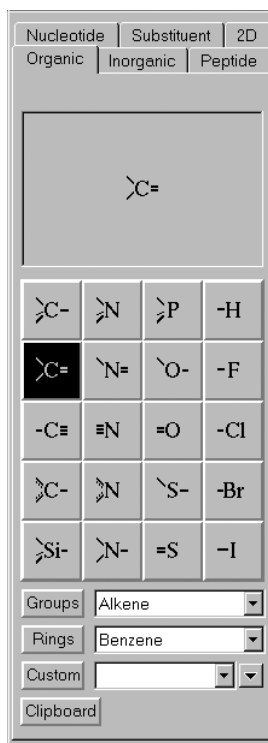 Nucleotide Substituent 2D
Organic Inorganic Peptide
C=
C- N P -H
C= N= O- -F
-C≡ ≡N =O -Cl
C- N S- -Br
Si- N- =S -I
Groups Alkene
Rings Benzene
Custom
Clipboard